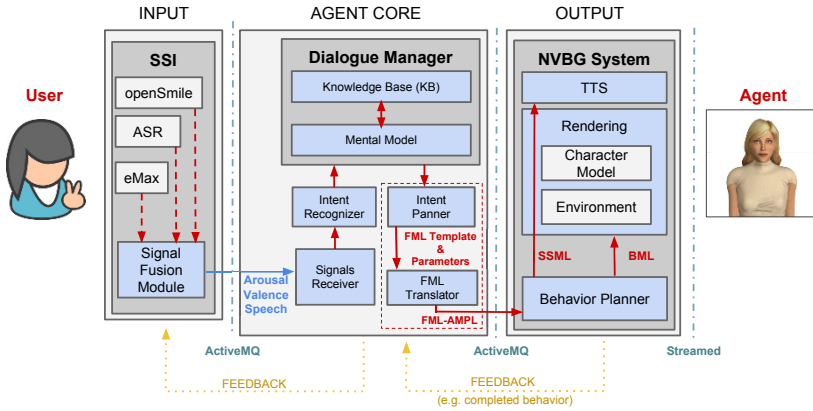 INPUT
AGENT CORE
OUTPUT
SSI
openSmile
ASR
eMax
Signal
Fusion
Module
User
Dialogue Manager
Knowledge Base (KB)
Mental Model
Intent
Recognizer
Intent
Panner
FML Template
&
Parameters
Signals
Receiver
FML
Translator
FML-AMPL
Arousal
Valence
Speech
NVBG System
TTS
Rendering
Character
Model
Environment
SSML
BML
Behavior Planner
Agent
ActiveMQ
ActiveMQ
Streamed
FEEDBACK
FEEDBACK
(e.g. completed behavior)